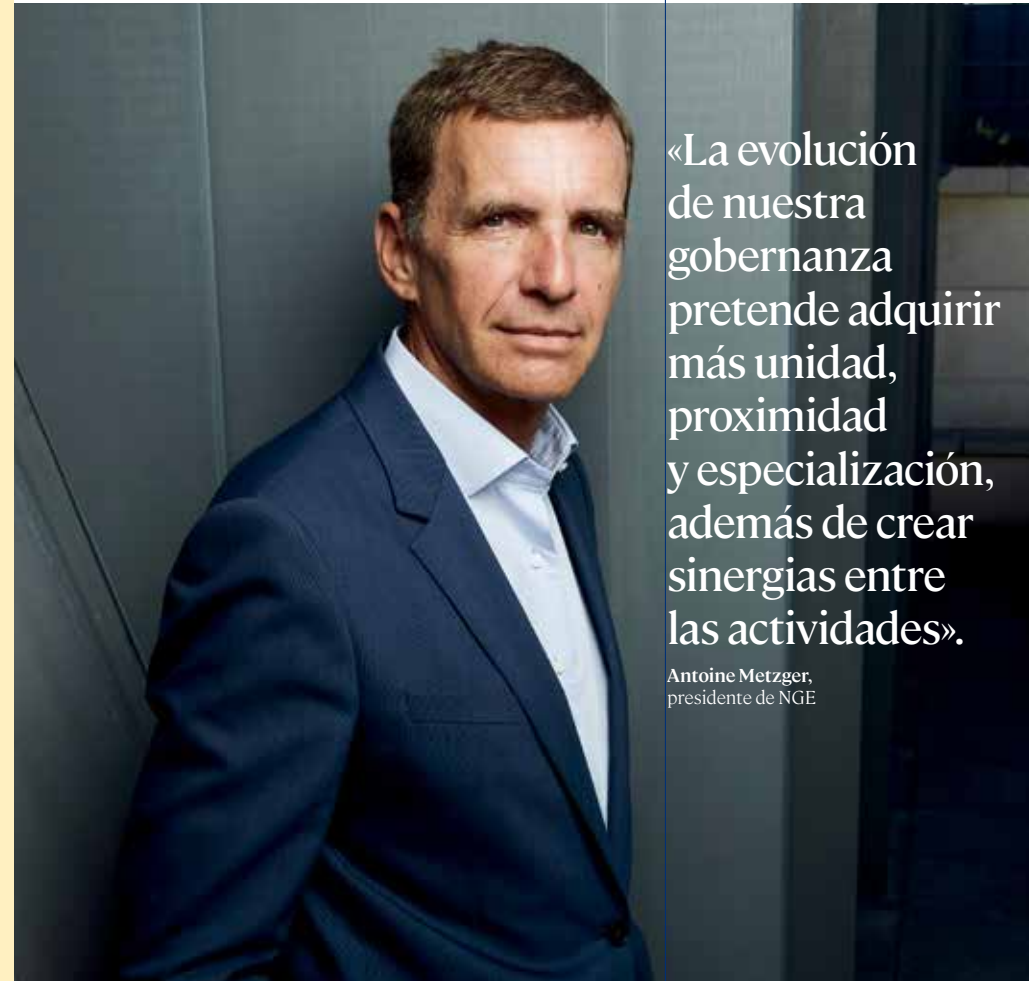 «La evolución
de nuestra
gobernanza
pretende adquirir
más unidad,
proximidad
y especialización,
además de crear
sinergias entre
las actividades».
Antoine Metzger,
presidente de NGE